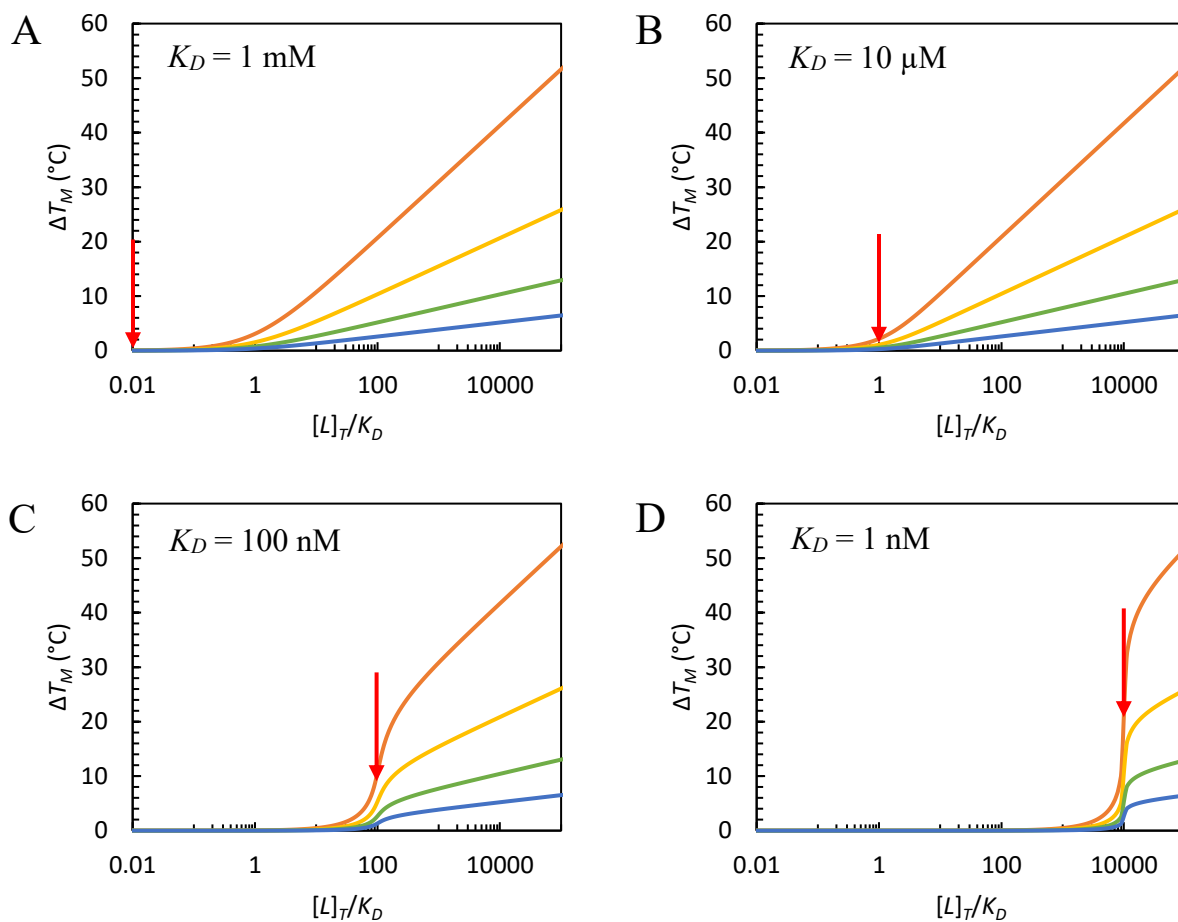 A
K_D = 1 mM
60
50
40
30
20
10
0
ΔT_M (°C)
0.01 1 100 10000
[L]_T/K_D
B
K_D = 10 µM
60
50
40
30
20
10
0
ΔT_M (°C)
0.01 1 100 10000
[L]_T/K_D
C
K_D = 100 nM
60
50
40
30
20
10
0
ΔT_M (°C)
0.01 1 100 10000
[L]_T/K_D
D
K_D = 1 nM
60
50
40
30
20
10
0
ΔT_M (°C)
0.01 1 100 10000
[L]_T/K_D